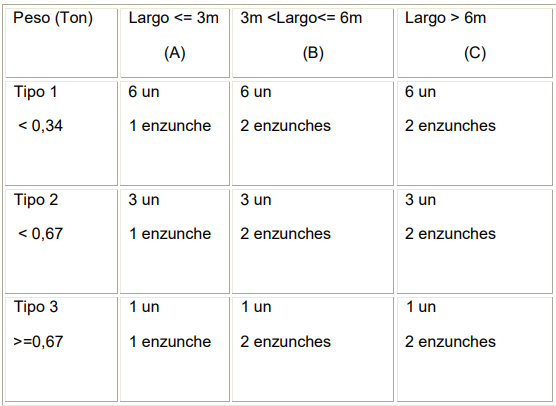 Peso (Ton) Largo <= 3m 3m <Largo<= 6m Largo > 6m
(A) (B) (C)
Tipo 1 6 un 6 un 6 un
< 0,34 1 enzunche 2 enzunches 2 enzunches
Tipo 2 3 un 3 un 3 un
< 0,67 1 enzunche 2 enzunches 2 enzunches
Tipo 3 1 un 1 un 1 un
>=0,67 1 enzunche 2 enzunches 2 enzunches